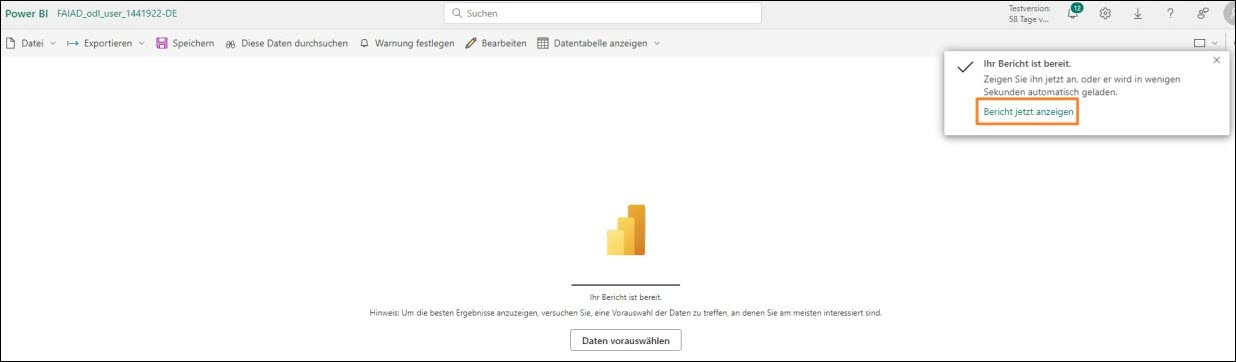 Power BI FAIAD_odl_user_1441922-DE
Suchen
Testversion:
58 Tage v...
12
Datei Exportieren Speichern Diese Daten durchsuchen Warnung festlegen Bearbeiten Datentabelle anzeigen
Ihr Bericht ist bereit.
Zeigen Sie ihn jetzt an, oder er wird in wenigen
Sekunden automatisch geladen.
Bericht jetzt anzeigen
Ihr Bericht ist bereit.
Hinweis: Um die besten Ergebnisse anzuzeigen, versuchen Sie, eine Vorauswahl der Daten zu treffen, an denen Sie am meisten interessiert sind.
Daten vorauswählen